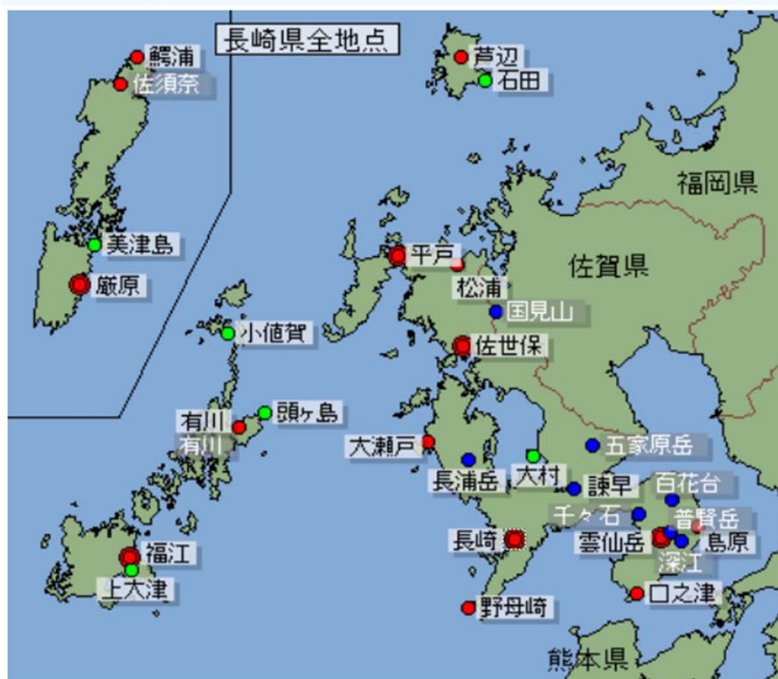 長崎県全地点
鰐浦
佐須奈
芦辺
石田
福岡県
美津島
厳原
平戸
松浦
佐賀県
国見山
小値賀
佐世保
頭ヶ島
有川
有川
大瀬戸
長浦岳
大村
五家原岳
諫早
百花台
千々石
普賢岳
長崎
雲仙岳
島原
深江
福江
上大津
口之津
野母崎
熊本県